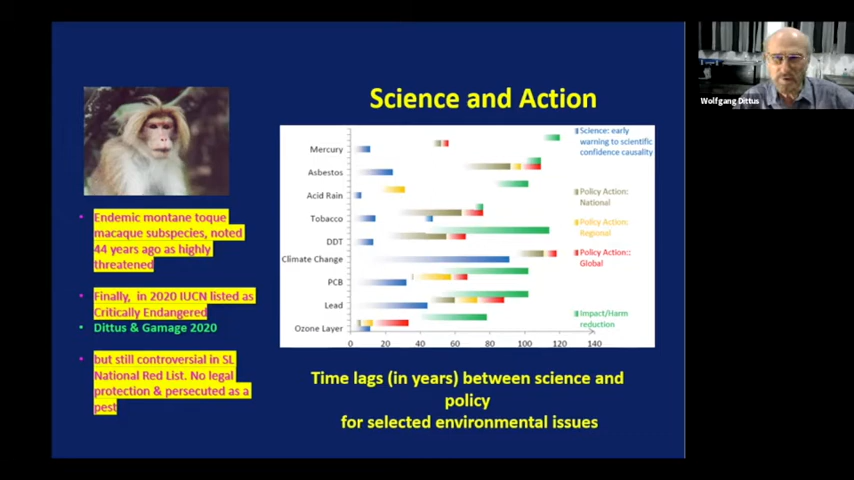 Wolfgang Dittus
Science and Action
• Endemic montane toque
macaque subspecies, noted
44 years ago as highly
threatened
• Finally, in 2020 IUCN listed as
Critically Endangered
• Dittus & Gamage 2020
• but still controversial in SL
National Red List. No legal
protection & persecuted as a
pest
Mercury
Asbestos
Acid Rain
Tobacco
DDT
Climate Change
PCB
Lead
Ozone Layer
0 20 40 60 80 100 120 140
Science: early
warning to scientific
confidence causality
Policy Action:
National
Policy Action:
Regional
Policy Action::
Global
Impact/Harm
reduction
Time lags (in years) between science and
policy
for selected environmental issues